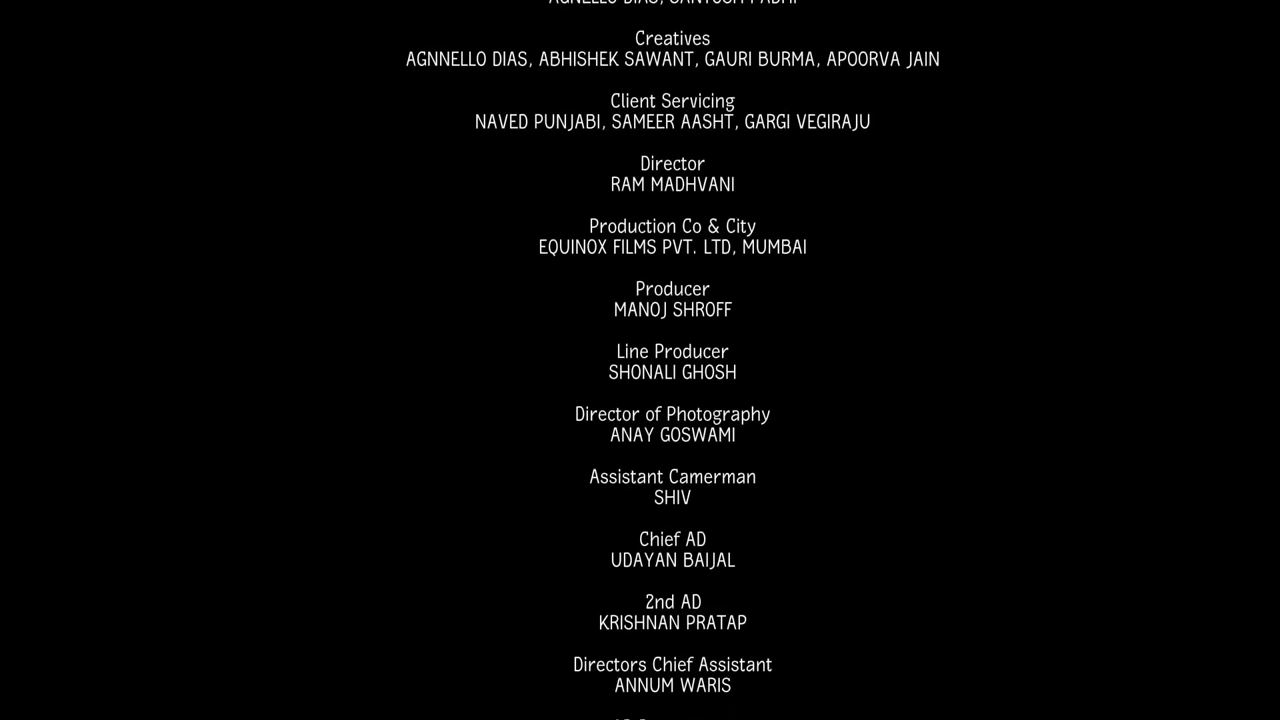 Creatives
AGNNELLO DIAS, ABHISHEK SAWANT, GAURI BURMA, APOORVA JAIN
Client Servicing
NAVED PUNJABI, SAMEER AASHT, GARGI VEGIRAJU
Director
RAM MADHVANI
Production Co & City
EQUINOX FILMS PVT. LTD, MUMBAI
Producer
MANOJ SHROFF
Line Producer
SHONALI GHOSH
Director of Photography
ANAY GOSWAMI
Assistant Camerman
SHIV
Chief AD
UDAYAN BAIJAL
2nd AD
KRISHNAN PRATAP
Directors Chief Assistant
ANNUM WARIS